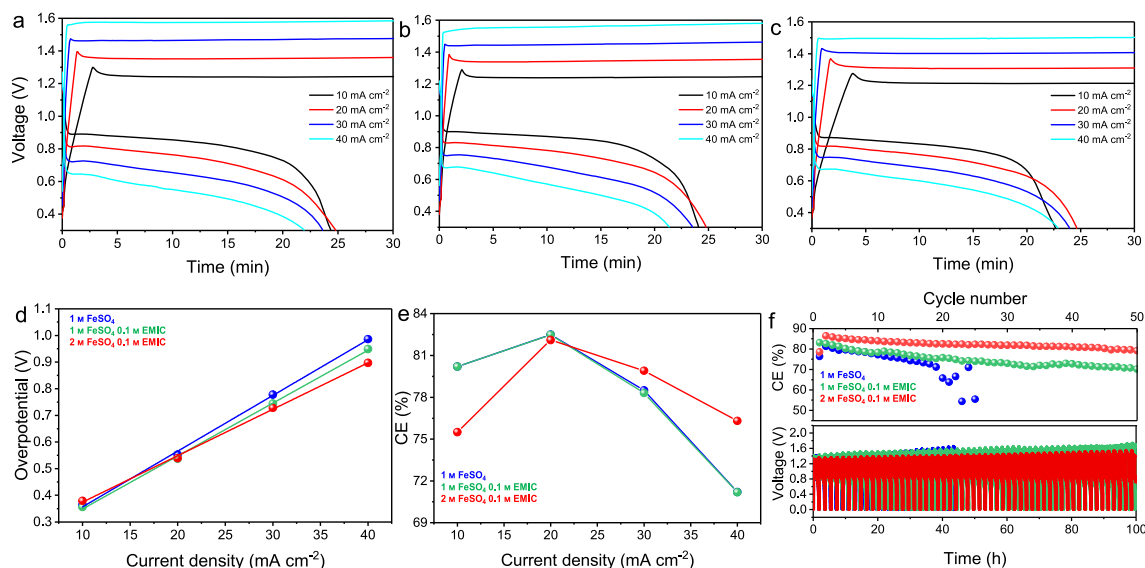 a
1.6
1.4
1.2
1.0
0.8
0.6
0.4
Voltage (V)
10 mA cm⁻²
20 mA cm⁻²
30 mA cm⁻²
40 mA cm⁻²
0 5 10 15 20 25 30
Time (min)
b
1.6
1.4
1.2
1.0
0.8
0.6
0.4
10 mA cm⁻²
20 mA cm⁻²
30 mA cm⁻²
40 mA cm⁻²
0 5 10 15 20 25 30
Time (min)
c
1.6
1.4
1.2
1.0
0.8
0.6
0.4
10 mA cm⁻²
20 mA cm⁻²
30 mA cm⁻²
40 mA cm⁻²
0 5 10 15 20 25 30
Time (min)
d
1.0
0.9
0.8
0.7
0.6
0.5
0.4
0.3
Overpotential (V)
1 M FeSO₄
1 M FeSO₄ 0.1 M EMIC
2 M FeSO₄ 0.1 M EMIC
10 15 20 25 30 35 40
Current density (mA cm⁻²)
e
83
81
78
75
72
69
CE (%)
1 M FeSO₄
1 M FeSO₄ 0.1 M EMIC
2 M FeSO₄ 0.1 M EMIC
10 15 20 25 30 35 40
Current density (mA cm⁻²)
f
Cycle number
0 10 20 30 40 50
90
80
70
60
50
CE (%)
1 M FeSO₄
1 M FeSO₄ 0.1 M EMIC
2 M FeSO₄ 0.1 M EMIC
2.0
1.6
1.2
0.8
0.4
0.0
Voltage (V)
0 20 40 60 80 100
Time (h)